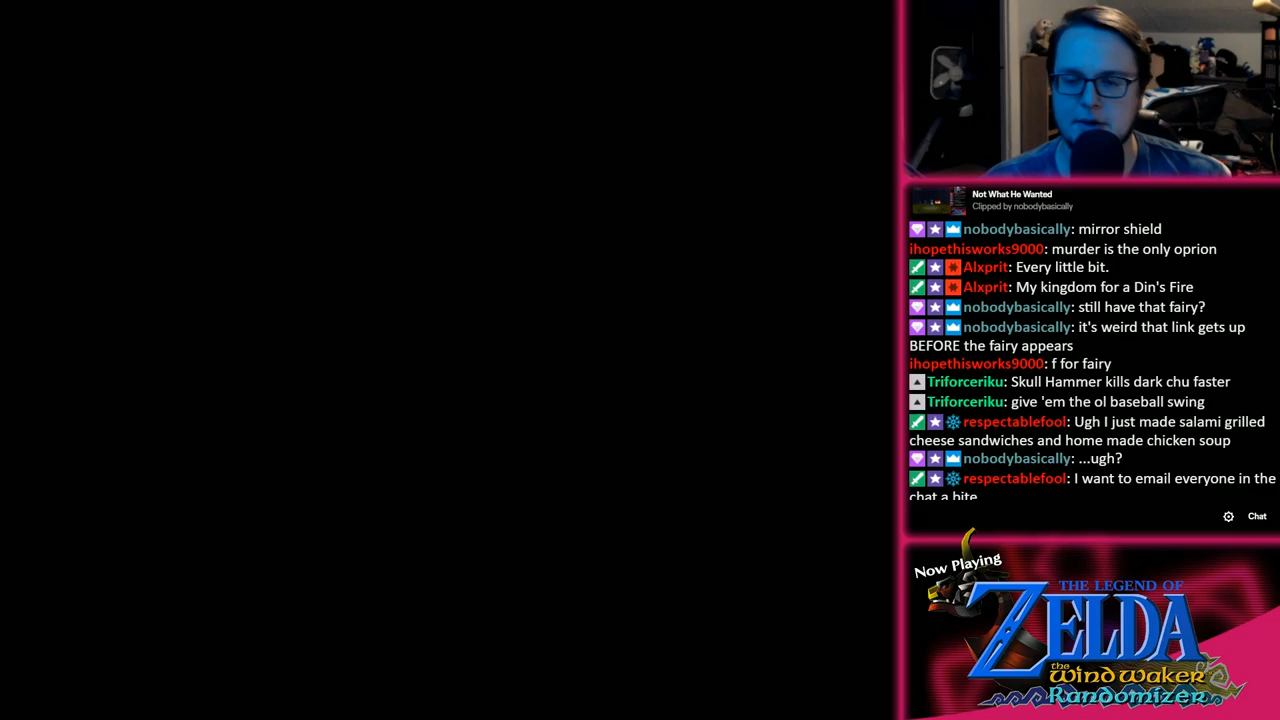 Not What He Wanted
Clipped by nobodybasically
nobodybasically: mirror shield
ihopethisworks9000: murder is the only oprion
Alxprit: Every little bit.
Alxprit: My kingdom for a Din's Fire
nobodybasically: still have that fairy?
nobodybasically: it's weird that link gets up
BEFORE the fairy appears
ihopethisworks9000: f for fairy
Triforceriku: Skull Hammer kills dark chu faster
Triforceriku: give 'em the ol baseball swing
respectablefool: Ugh I just made salami grilled
cheese sandwiches and home made chicken soup
nobodybasically: ...ugh?
respectablefool: I want to email everyone in the
chat a bite
Chat
Now Playing
THE LEGEND OF
ZELDA
the
Wind Waker
Randomizer